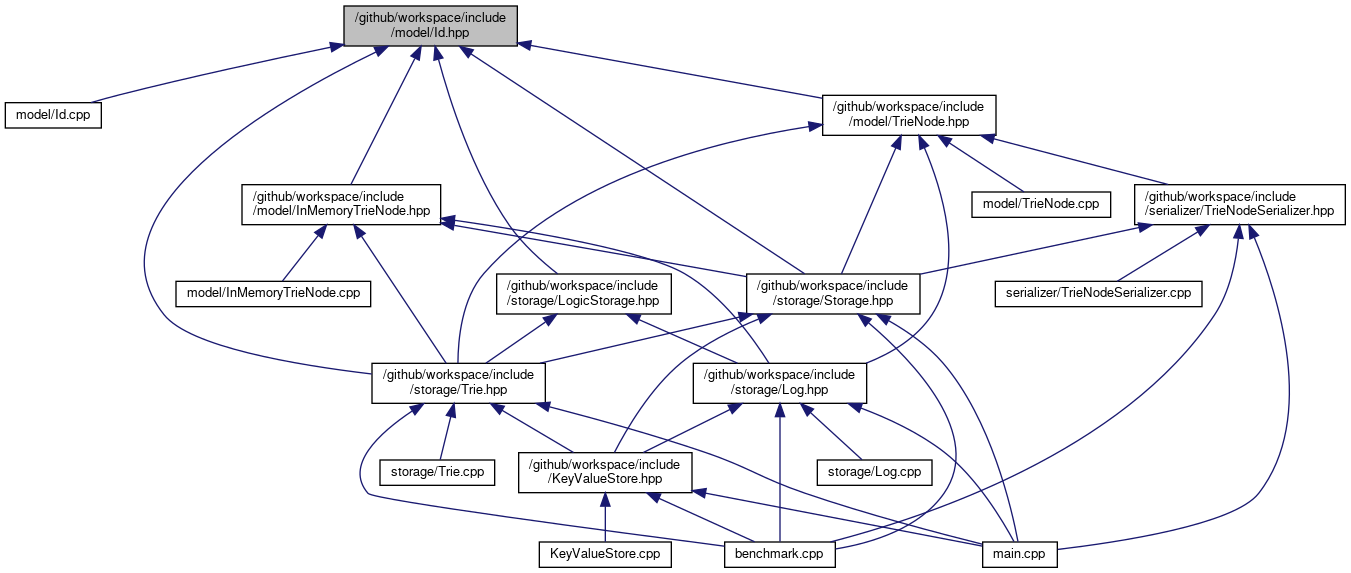 /github/workspace/include
/model/Id.hpp
model/Id.cpp
/github/workspace/include
/model/TrieNode.hpp
/github/workspace/include
/model/InMemoryTrieNode.hpp
model/TrieNode.cpp
/github/workspace/include
/serializer/TrieNodeSerializer.hpp
model/InMemoryTrieNode.cpp
/github/workspace/include
/storage/LogicStorage.hpp
/github/workspace/include
/storage/Storage.hpp
serializer/TrieNodeSerializer.cpp
/github/workspace/include
/storage/Trie.hpp
/github/workspace/include
/storage/Log.hpp
storage/Trie.cpp
/github/workspace/include
/KeyValueStore.hpp
storage/Log.cpp
KeyValueStore.cpp
benchmark.cpp
main.cpp